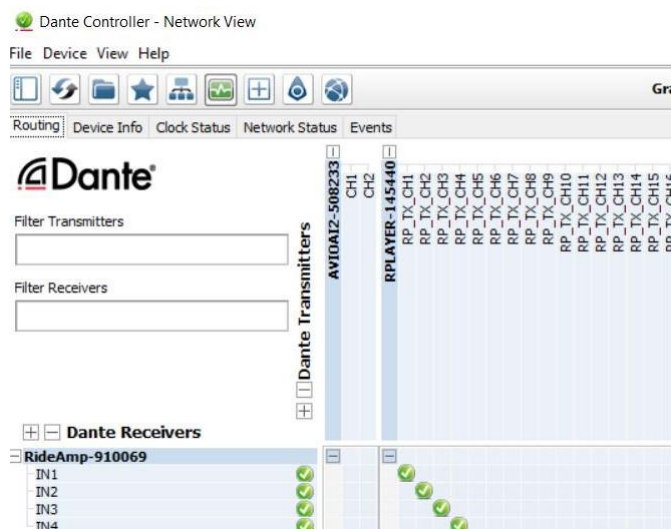 Dante Controller - Network View
File Device View Help
Gra
Routing Device Info Clock Status Network Status Events
Dante®
Filter Transmitters
Filter Receivers
Dante Transmitters
AVIOAI2-508233
CH1
CH2
RPLAYER-145440
RP_TX_CH1
RP_TX_CH2
RP_TX_CH3
RP_TX_CH4
RP_TX_CH5
RP_TX_CH6
RP_TX_CH7
RP_TX_CH8
RP_TX_CH9
RP_TX_CH10
RP_TX_CH11
RP_TX_CH12
RP_TX_CH13
RP_TX_CH14
RP_TX_CH15
Dante Receivers
RideAmp-910069
IN1
IN2
IN3
IN4